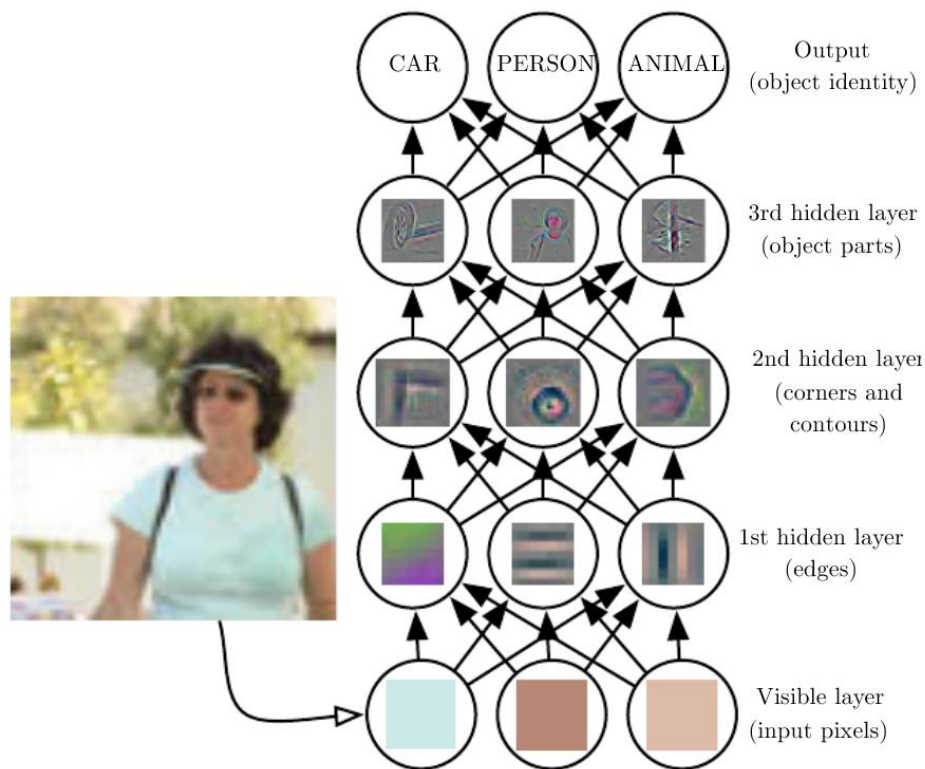 CAR PERSON ANIMAL
Output
(object identity)
3rd hidden layer
(object parts)
2nd hidden layer
(corners and
contours)
1st hidden layer
(edges)
Visible layer
(input pixels)